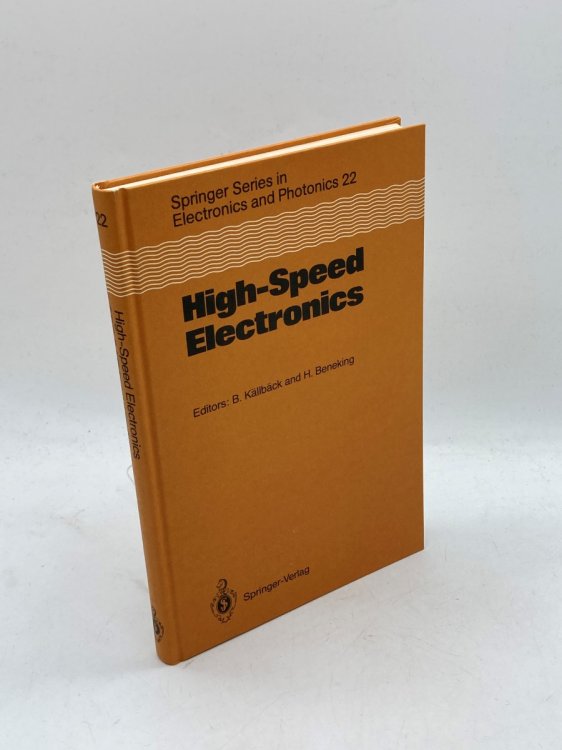 Springer Series in
Electronics and Photonics 22
High-Speed
Electronics
Editors: B. Källbäck and H. Beneking
Springer-Verlag
22
High-Speed Electronics